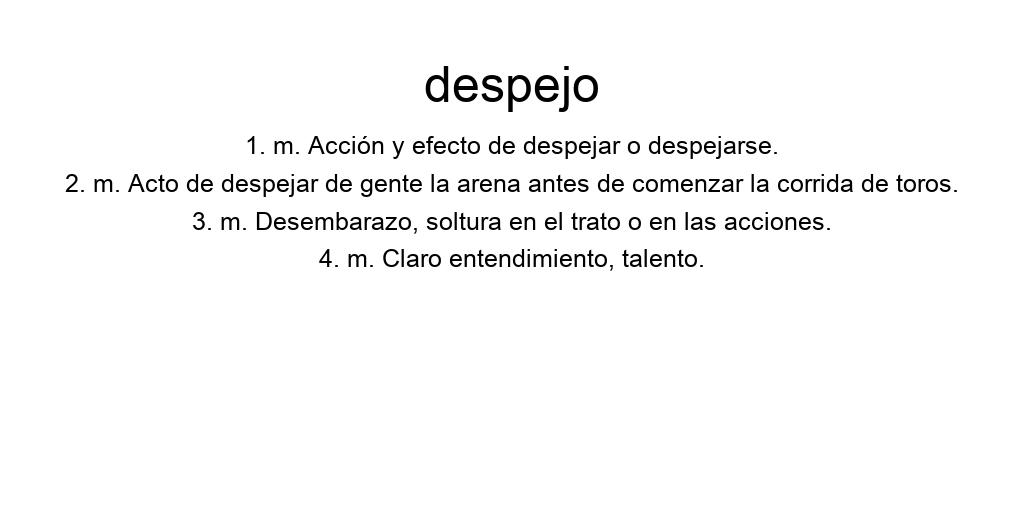 despejo
1. m. Acción y efecto de despejar o despejarse.
2. m. Acto de despejar de gente la arena antes de comenzar la corrida de toros.
3. m. Desembarazo, soltura en el trato o en las acciones.
4. m. Claro entendimiento, talento.